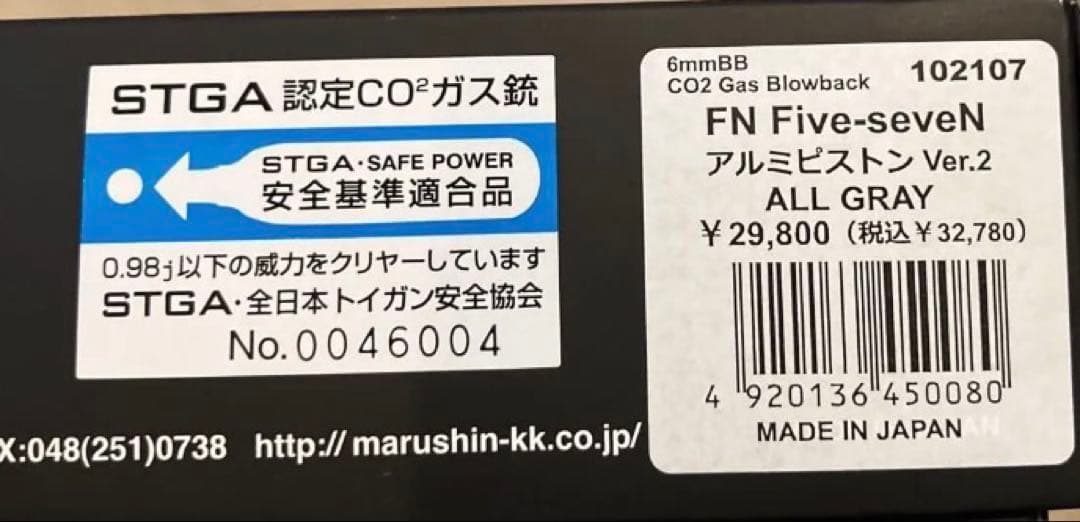 STGA 認定CO²ガス銃
STGA・SAFE POWER
安全基準適合品
0.98j以下の威力をクリヤーしています
STGA・全日本トイガン安全協会
No.0046004
X:048(251)0738 http://marushin-kk.co.jp/
6mmBB
CO2 Gas Blowback
102107
FN Five-seveN
アルミピストン Ver.2
ALL GRAY
¥29,800（税込¥32,780）
4 920136 450080
MADE IN JAPAN